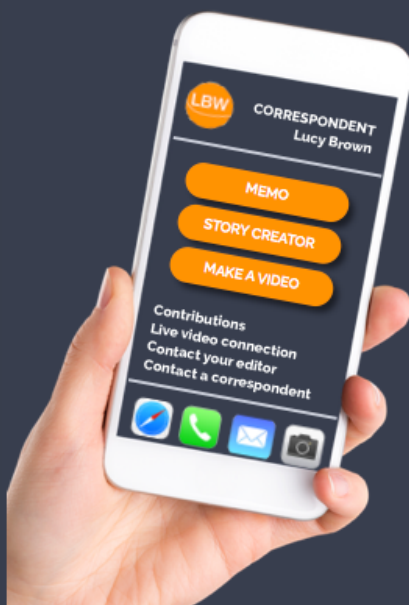 LBW
CORRESPONDENT
Lucy Brown
MEMO
STORY CREATOR
MAKE A VIDEO
Contributions
Live video connection
Contact your editor
Contact a correspondent